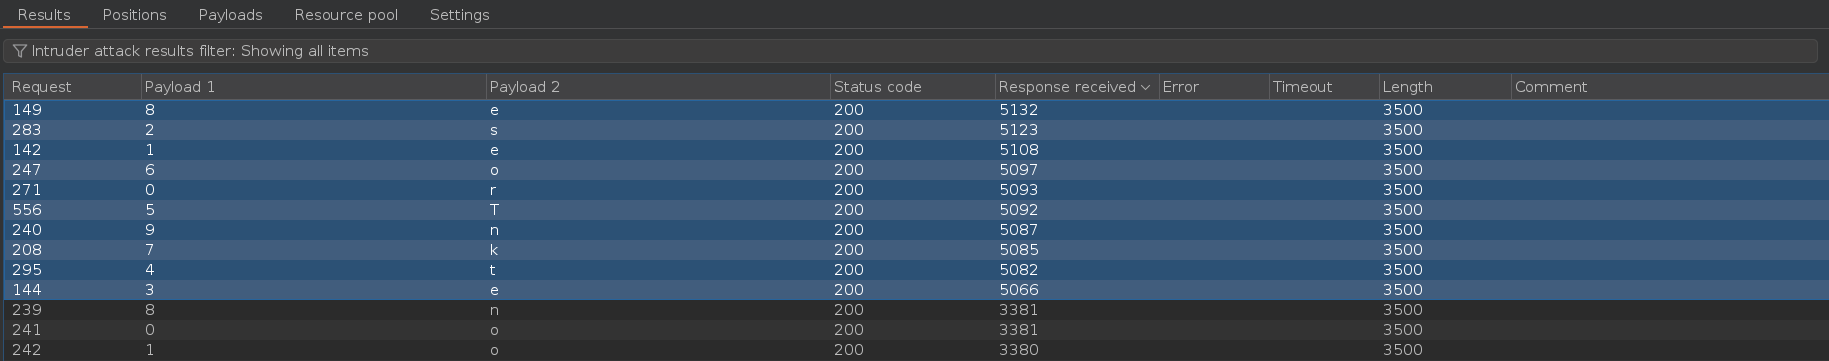 Results Positions Payloads Resource pool Settings
Intruder attack results filter: Showing all items
Request Payload 1 Payload 2 Status code Response received Error Timeout Length Comment
149 8 e 200 5132 3500
283 2 s 200 5123 3500
142 1 e 200 5108 3500
247 6 o 200 5097 3500
271 0 r 200 5093 3500
556 5 T 200 5092 3500
240 9 n 200 5087 3500
208 7 k 200 5085 3500
295 4 t 200 5082 3500
144 3 e 200 5066 3500
239 8 n 200 3381 3500
241 0 o 200 3381 3500
242 1 o 200 3380 3500